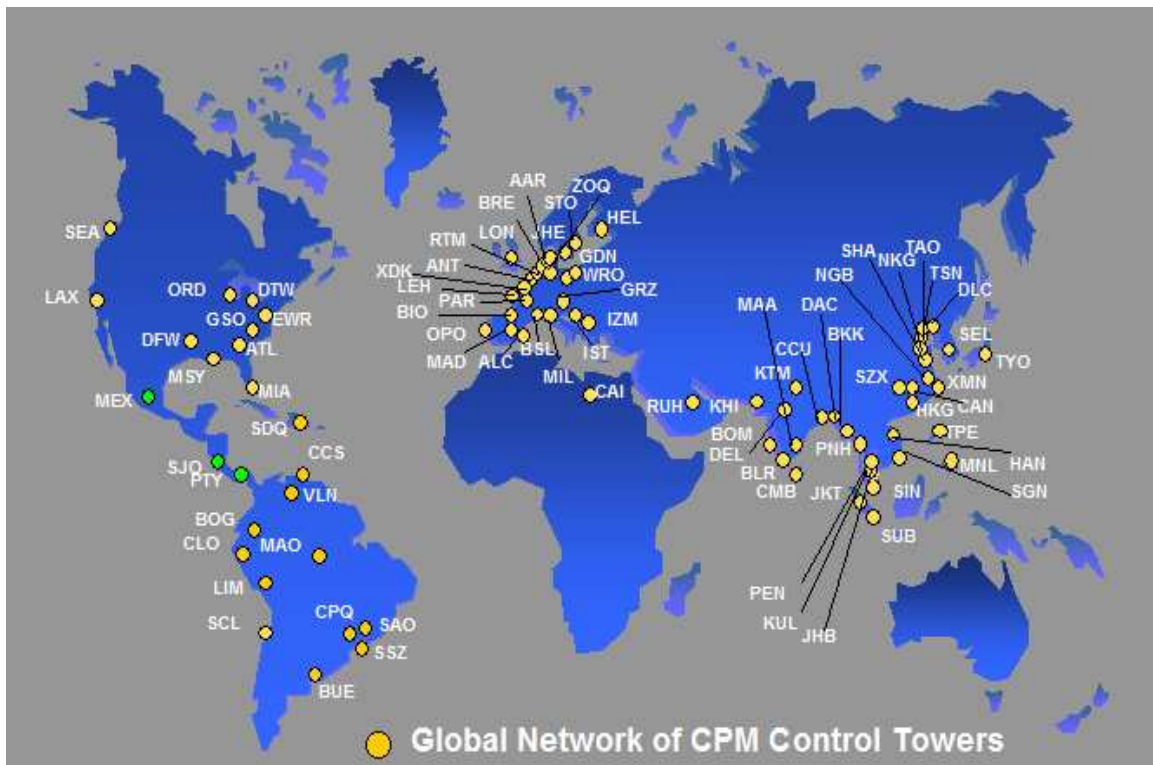 AAR
ZOQ
BRE
STO
HEL
SEA
LON
JHE
RTM
GDN
SHA
TAO
ANT
NKG
XDK
WRO
TSN
NGB
LEH
GRZ
DLC
LAX
ORD
DTW
PAR
MAA
DAC
GSO
EWR
BIO
IZM
BKK
DFW
OPO
SEL
ATL
MAD
ALC
BSL
IST
CCU
TYO
MSY
MIL
KTM
SZX
MIA
CAI
XMN
MEX
RUH
KHI
HKG
CAN
SDQ
BOM
TPE
CCS
DEL
PNH
SJO
HAN
PTY
BLR
MNL
VLN
CMB
JKT
SIN
SGN
BOG
SUB
CLO
MAO
LIM
PEN
CPQ
SCL
SAO
KUL
JHB
SSZ
BUE
Global Network of CPM Control Towers